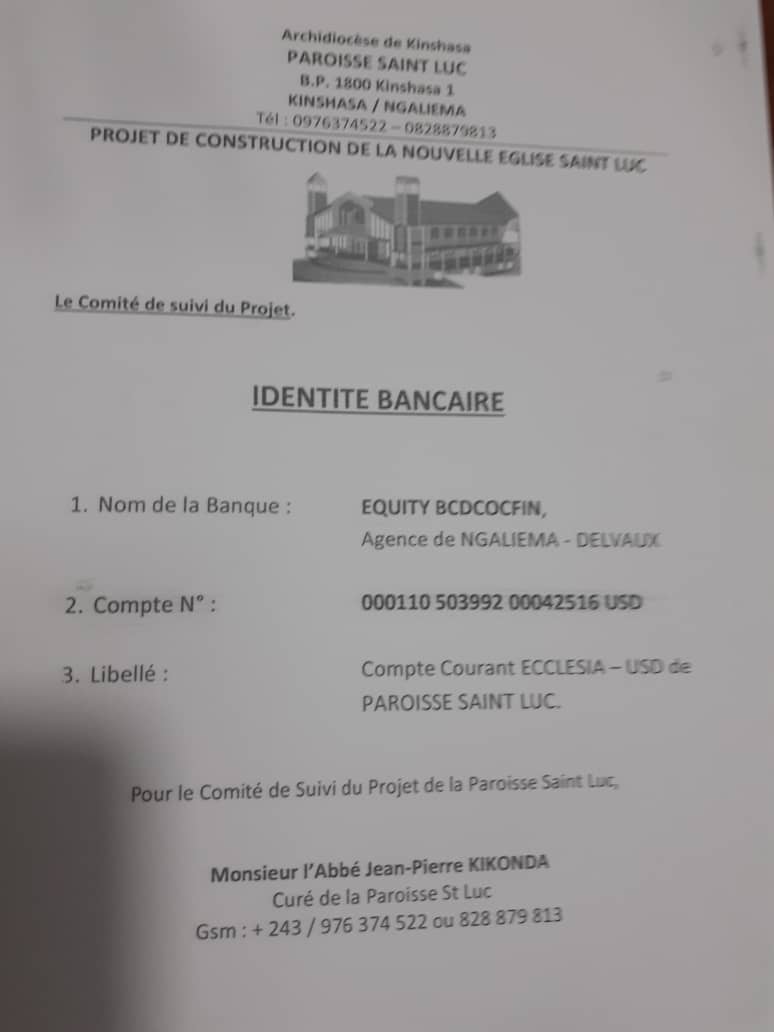 Archidiocèse de Kinshasa
PAROISSE SAINT LUC
B.P. 1800 Kinshasa 1
KINSHASA / NGALIEMA
Tél : 0976374522 – 0828879813
PROJET DE CONSTRUCTION DE LA NOUVELLE EGLISE SAINT LUC
Le Comité de suivi du Projet.
IDENTITE BANCAIRE
1. Nom de la Banque : EQUITY BCDCOCFIN,
Agence de NGALIEMA - DELVAUX
2. Compte N° : 000110 503992 00042516 USD
3. Libellé : Compte Courant ECCLESIA – USD de
PAROISSE SAINT LUC.
Pour le Comité de Suivi du Projet de la Paroisse Saint Luc,
Monsieur l'Abbé Jean-Pierre KIKONDA
Curé de la Paroisse St Luc
Gsm : + 243 / 976 374 522 ou 828 879 813